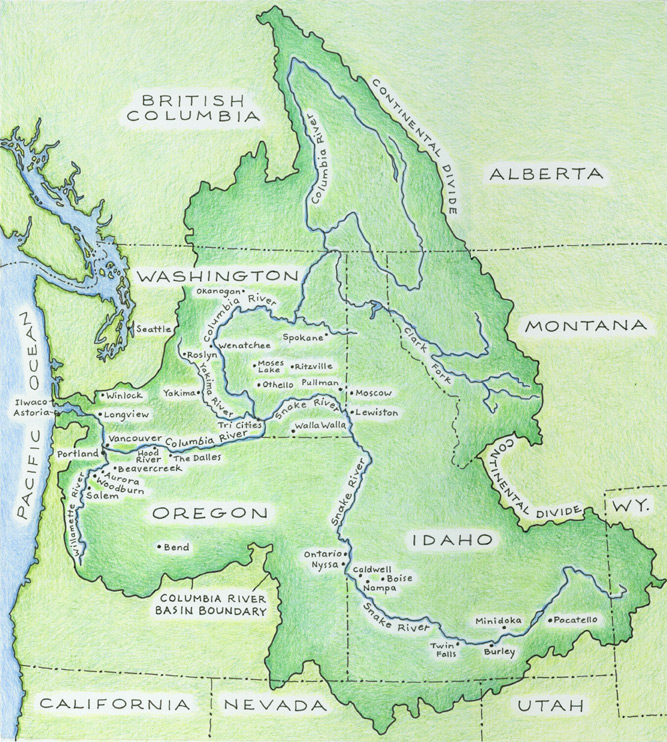 BRITISH
COLUMBIA
CONTINENTAL DIVIDE
ALBERTA
Columbia River
WASHINGTON
Okanogan
Columbia River
MONTANA
Seattle
Spokane
Roslyn
Wenatchee
Clark Fork
PACIFIC OCEAN
Moses
Lake
Ritzville
Yakima River
Othello
Pullman
Yakima
Moscow
Winlock
Ilwaco
Astoria
Longview
Snake River
Lewiston
Tri Cities
Walla Walla
Vancouver
Columbia River
Portland
Hood
River
The Dalles
Beavercreek
Aurora
Woodburn
Salem
Willamette River
Snake River
CONTINENTAL DIVIDE
WY.
OREGON
IDAHO
Bend
Ontario
Nyssa
Caldwell
Boise
Nampa
COLUMBIA RIVER
BASIN BOUNDARY
Snake River
Minidoka
Pocatello
Twin
Falls
Burley
CALIFORNIA
NEVADA
UTAH